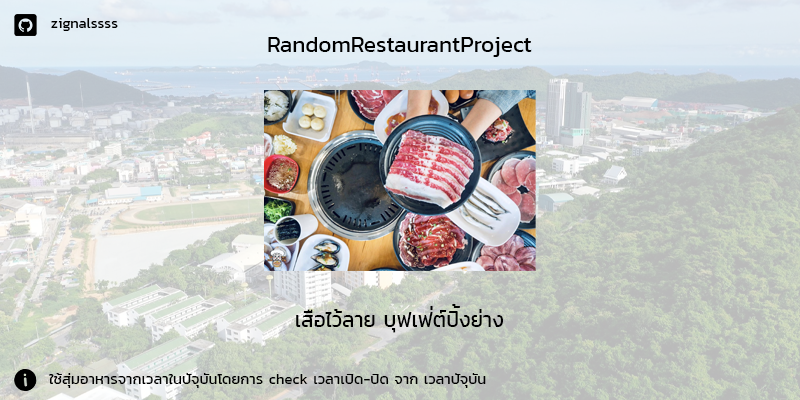 zignalssss
RandomRestaurantProject
เสือไว้ลาย บุฟเฟ่ต์ปิ้งย่าง
ใช้สุ่มอาหารจากเวลาในปัจุบันโดยการ check เวลาเปิด-ปิด จาก เวลาปัจุบัน